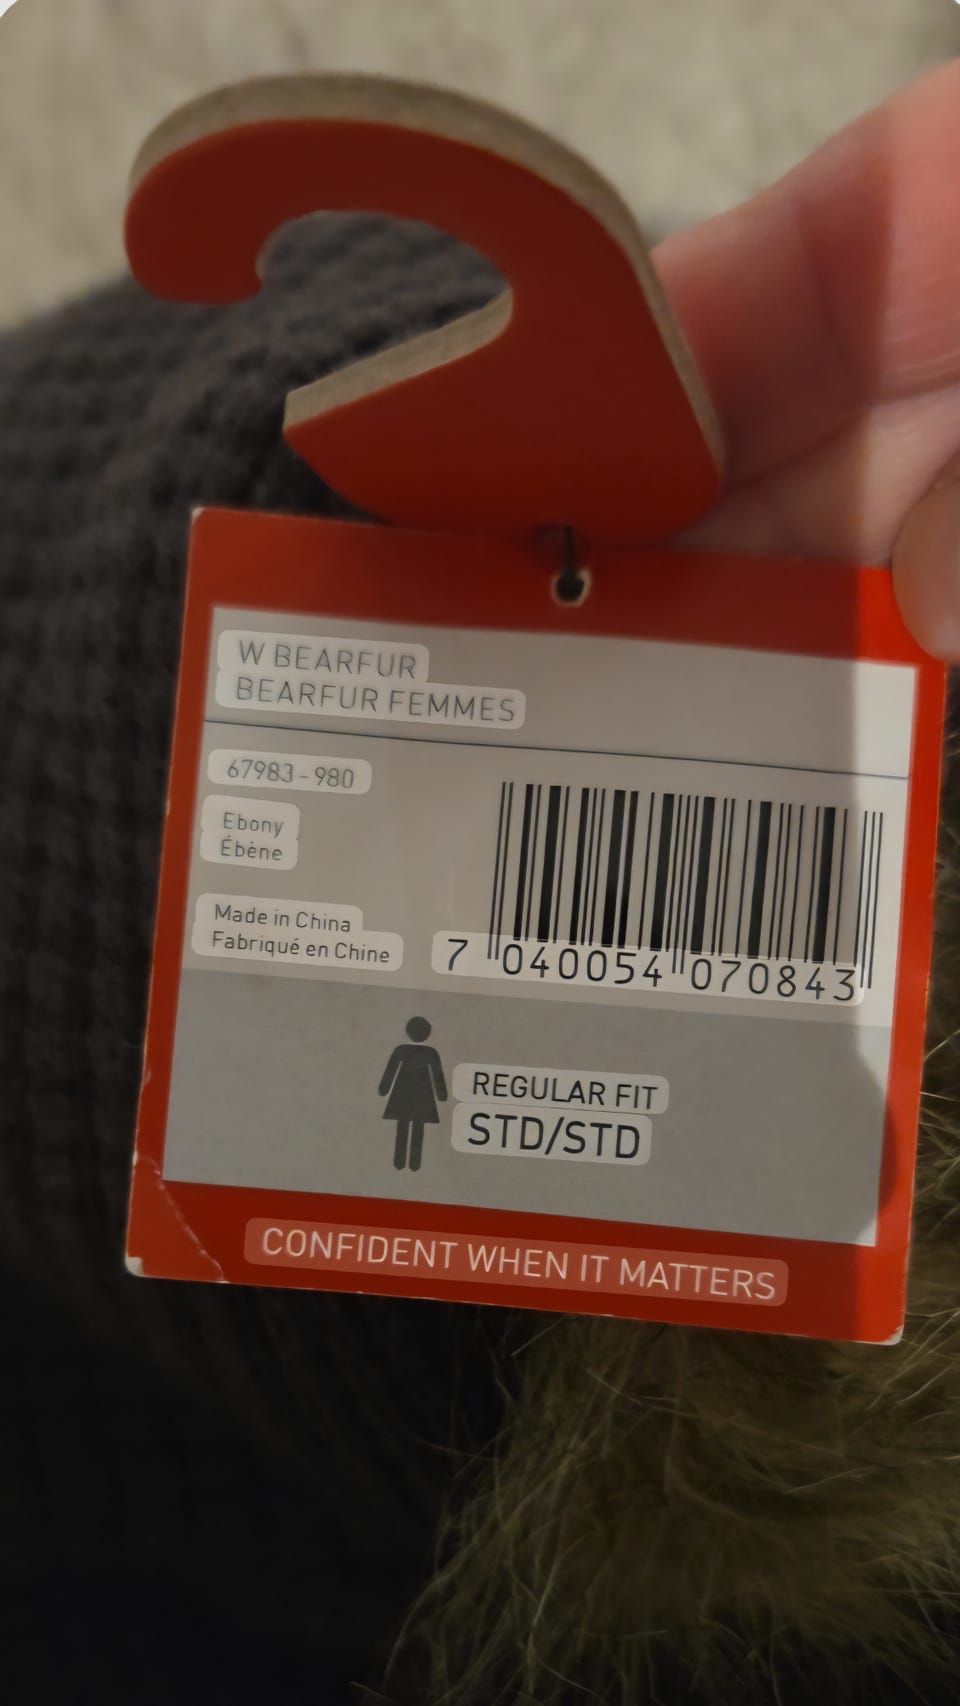 W BEARFUR
BEARFUR FEMMES
67983-980
Ebony
Ébène
Made in China
Fabriqué en Chine
7 040054 070843
REGULAR FIT
STD/STD
CONFIDENT WHEN IT MATTERS